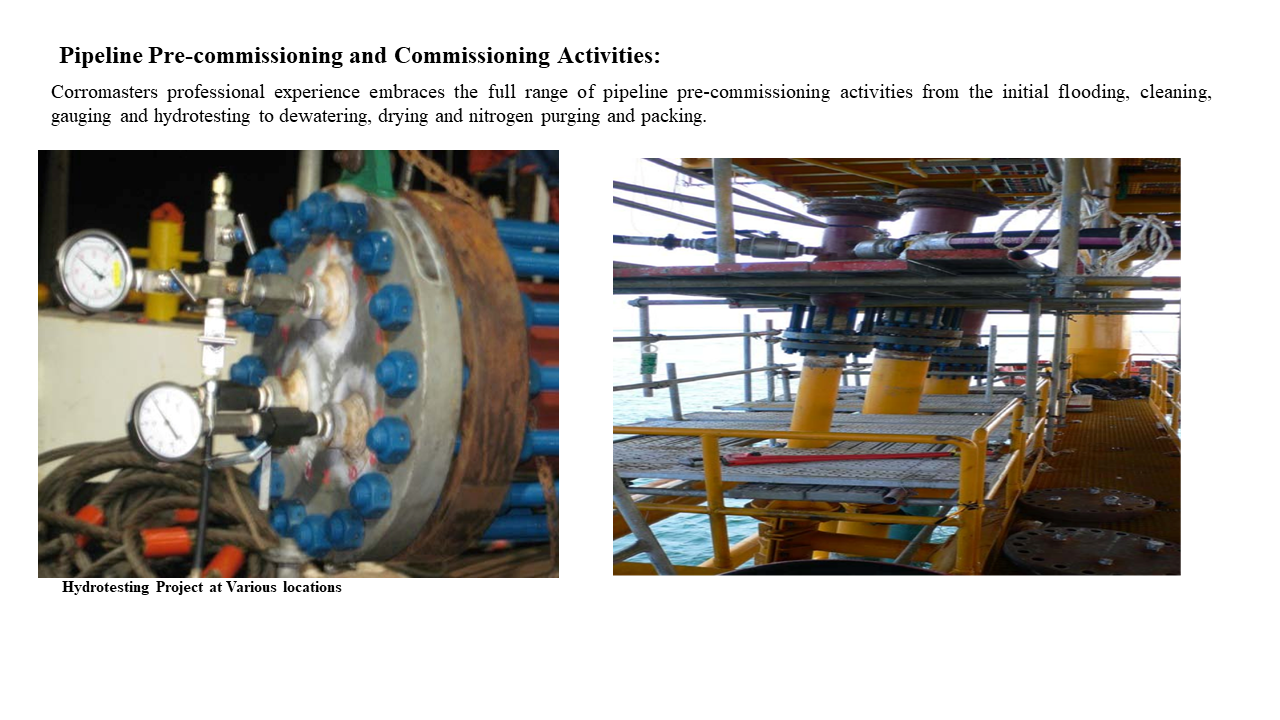 Pipeline Pre-commissioning and Commissioning Activities:
Corromasters professional experience embraces the full range of pipeline pre-commissioning activities from the initial flooding, cleaning,
gauging and hydrotesting to dewatering, drying and nitrogen purging and packing.
Hydrotesting Project at Various locations